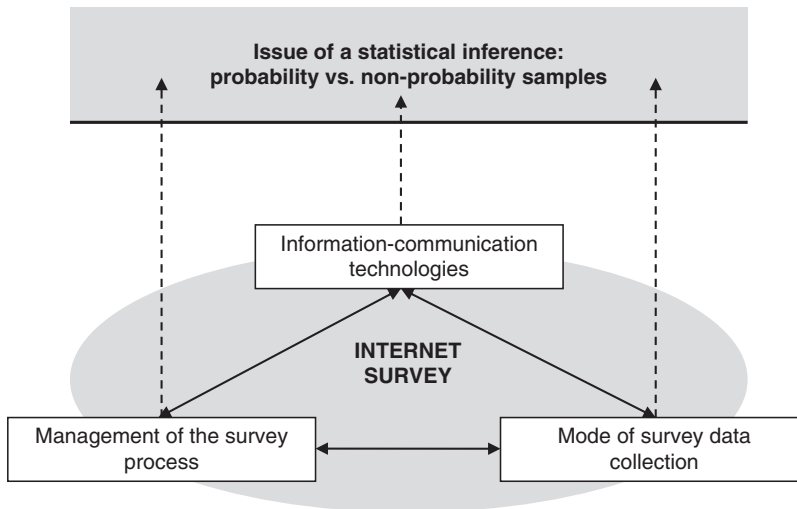 Issue of a statistical inference:
probability vs. non-probability samples
Information-communication
technologies
INTERNET
SURVEY
Management of the survey
process
Mode of survey data
collection